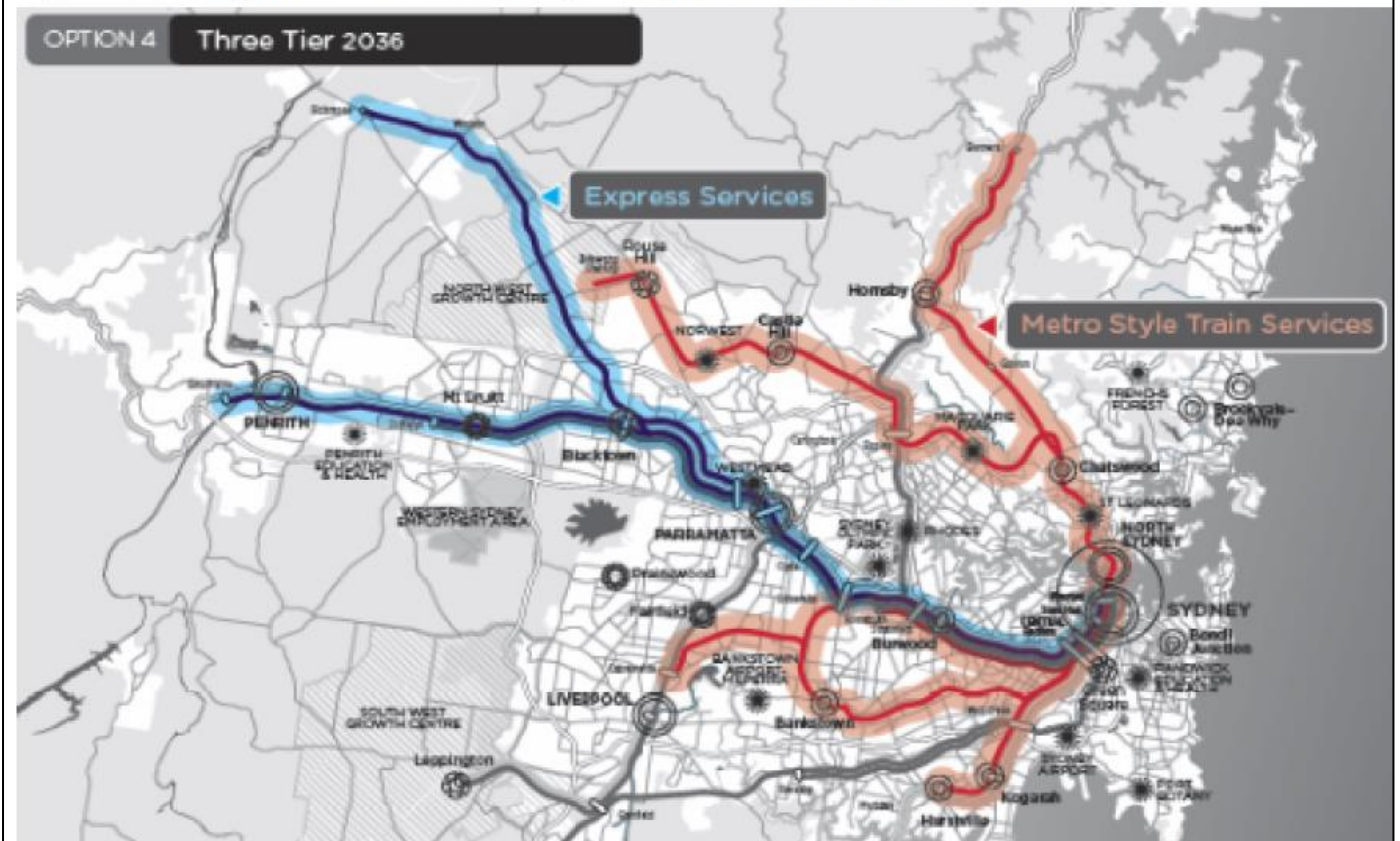 OPTION 4 Three Tier 2036
Express Services
Rouse
Hill
NORTH WEST
GROWTH CENTRE
NORWEST
Castle
Hill
Hornsby
Metro Style Train Services
FRENCHS
FOREST
Brookvale-
Dee Why
PENRITH
Mt Druitt
PENRITH
EDUCATION
& HEALTH
Blacktown
WESTMEAD
MACQUARIE
PARK
Chatswood
ST LEONARDS
NORTH
SYDNEY
WESTERN SYDNEY
EMPLOYMENT AREA
PARRAMATTA
SYDNEY
OLYMPIC
PARK
RHODES
Prairiewood
Fairfield
Burwood
SYDNEY
Bondi
Junction
RANDWICK
EDUCATION
& HEALTH
BANKSTOWN
AIRPORT-
MILPERRA
Green
Square
LIVERPOOL
Bankstown
SOUTH WEST
GROWTH CENTRE
Leppington
SYDNEY
AIRPORT
PORT
BOTANY
Kogarah
Hurstville